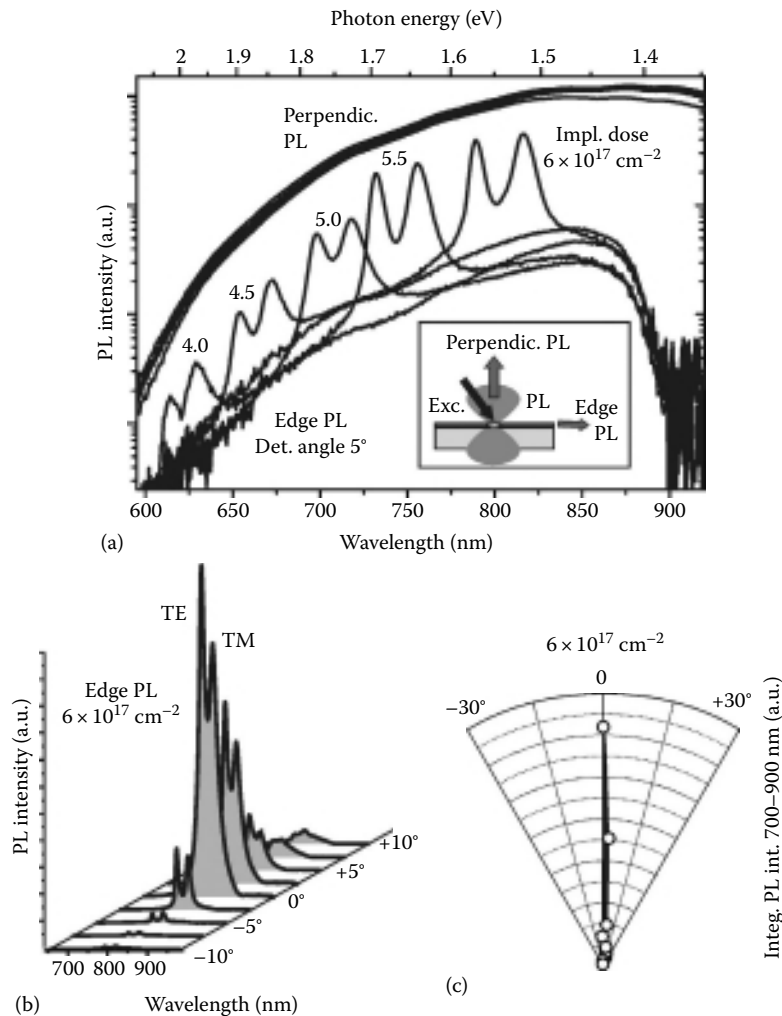 Photon energy (eV)
2 1.9 1.8 1.7 1.6 1.5 1.4
Perpendic.
PL
Impl. dose
6 × 10¹⁷ cm⁻²
5.5
5.0
4.5
4.0
PL intensity (a.u.)
Edge PL
Det. angle 5°
Perpendic. PL
Exc.
PL
Edge
PL
600 650 700 750 800 850 900
(a)
Wavelength (nm)
TE
TM
Edge PL
6 × 10¹⁷ cm⁻²
PL intensity (a.u.)
+10°
+5°
0°
−5°
−10°
700 800 900
(b)
Wavelength (nm)
6 × 10¹⁷ cm⁻²
0
−30°
+30°
Integ. PL int. 700–900 nm (a.u.)
(c)